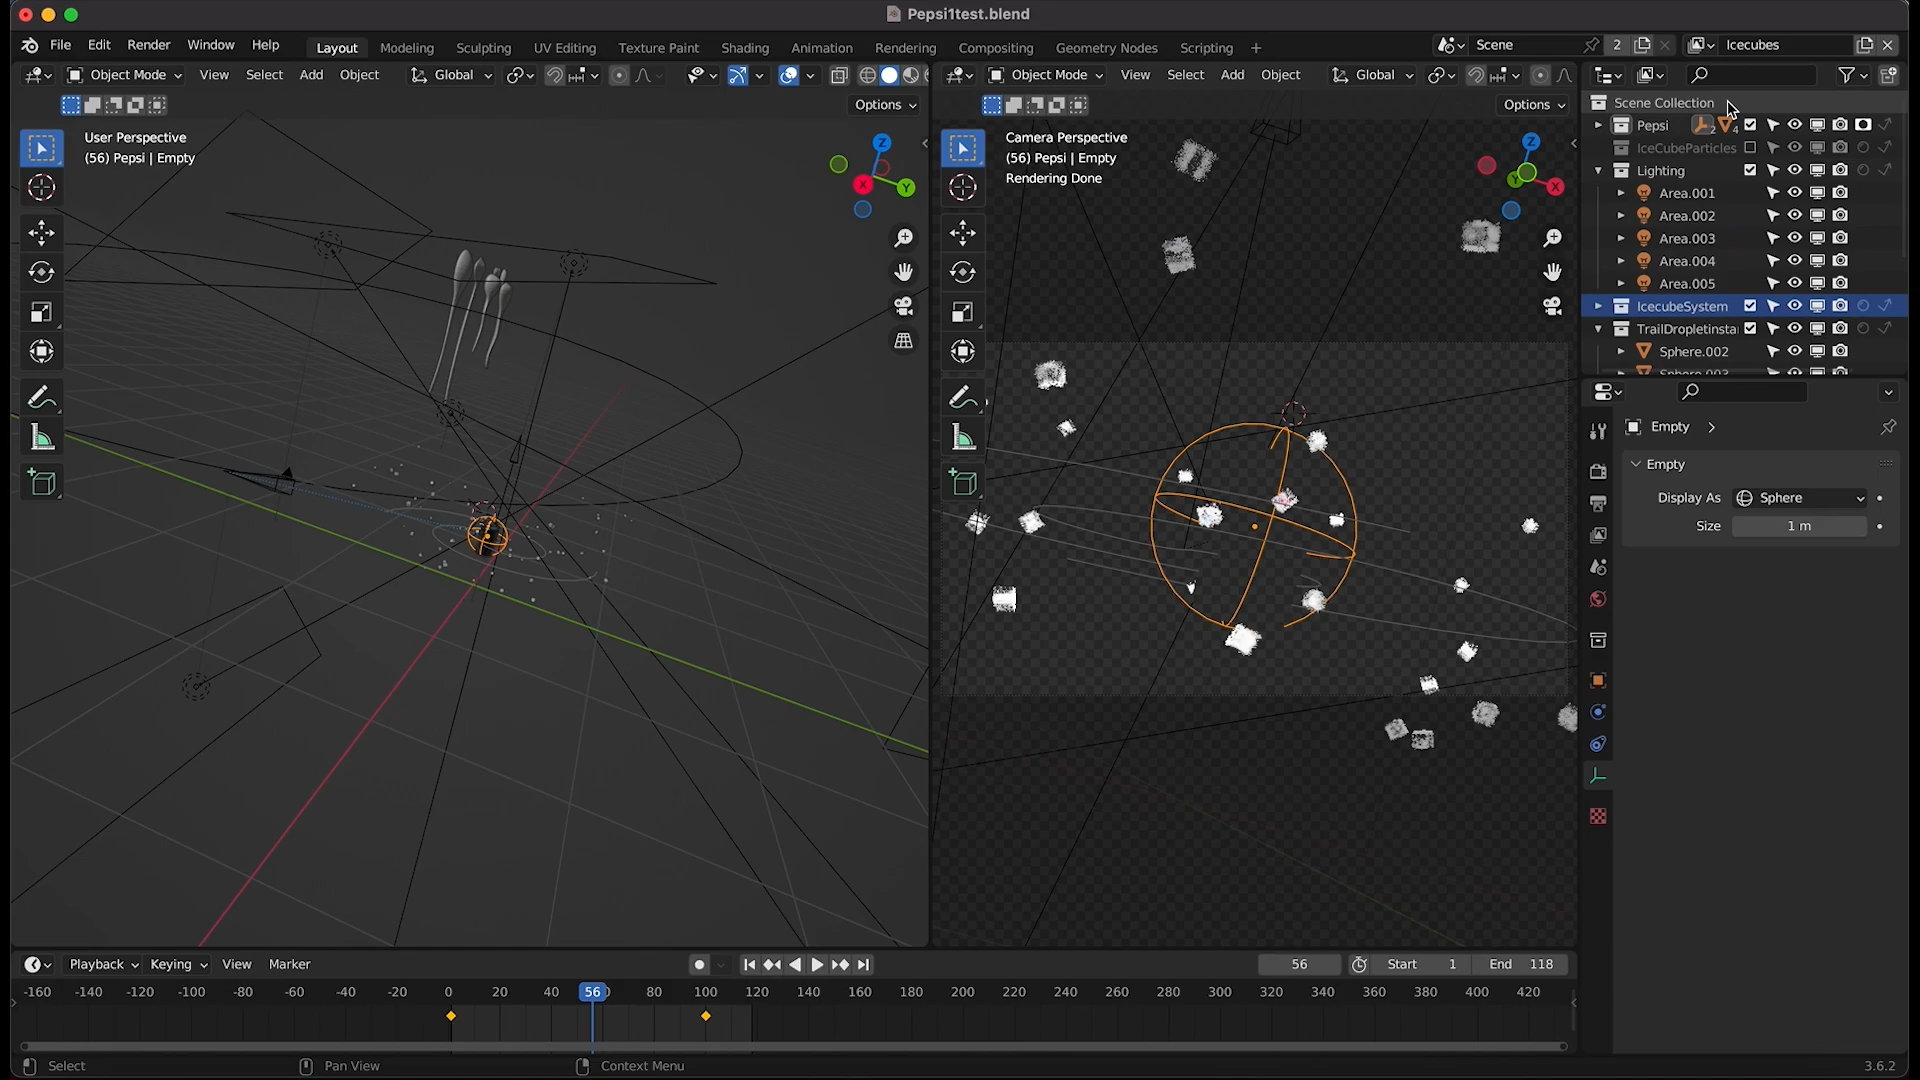 Pepsi1test.blend
File Edit Render Window Help Layout Modeling Sculpting UV Editing Texture Paint Shading Animation Rendering Compositing Geometry Nodes Scripting + Scene 2 Icecubes
Object Mode View Select Add Object Global
Object Mode View Select Add Object Global
Options
Options
User Perspective
(56) Pepsi | Empty
Camera Perspective
(56) Pepsi | Empty
Rendering Done
Z
Y
X
Z
Y
X
Scene Collection
Pepsi 2 4
IceCubeParticles
Lighting
Area.001
Area.002
Area.003
Area.004
Area.005
IcecubeSystem
TrailDropletinsta
Sphere.002
Sphere.003
Empty
Empty
Display As Sphere
Size 1 m
Playback Keying View Marker 56 Start 1 End 118
-160 -140 -120 -100 -80 -60 -40 -20 0 20 40 56 80 100 120 140 160 180 200 220 240 260 280 300 320 340 360 380 400 420
Select Pan View Context Menu 3.6.2